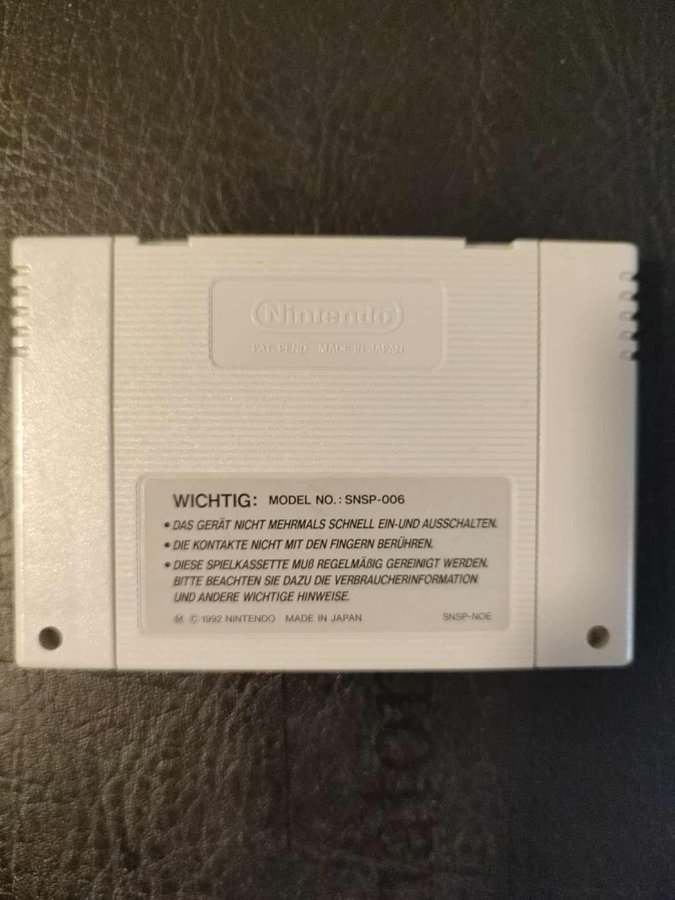 Nintendo
PAT. PEND. MADE IN JAPAN
WICHTIG: MODEL NO.: SNSP-006
• DAS GERÄT NICHT MEHRMALS SCHNELL EIN-UND AUSSCHALTEN.
• DIE KONTAKTE NICHT MIT DEN FINGERN BERÜHREN.
• DIESE SPIELKASSETTE MUß REGELMÄßIG GEREINIGT WERDEN.
BITTE BEACHTEN SIE DAZU DIE VERBRAUCHERINFORMATION
UND ANDERE WICHTIGE HINWEISE.
Ⓜ © 1992 NINTENDO MADE IN JAPAN SNSP-NOE